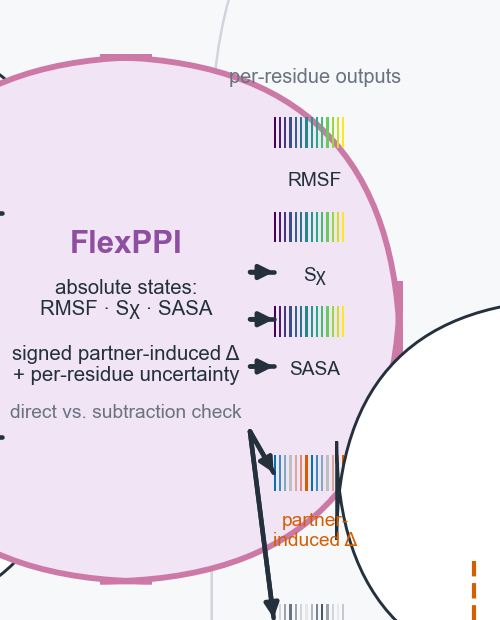 per-residue outputs
RMSF
FlexPPI
Sχ
absolute states:
RMSF · Sχ · SASA
signed partner-induced Δ
+ per-residue uncertainty
SASA
direct vs. subtraction check
partner-
induced Δ